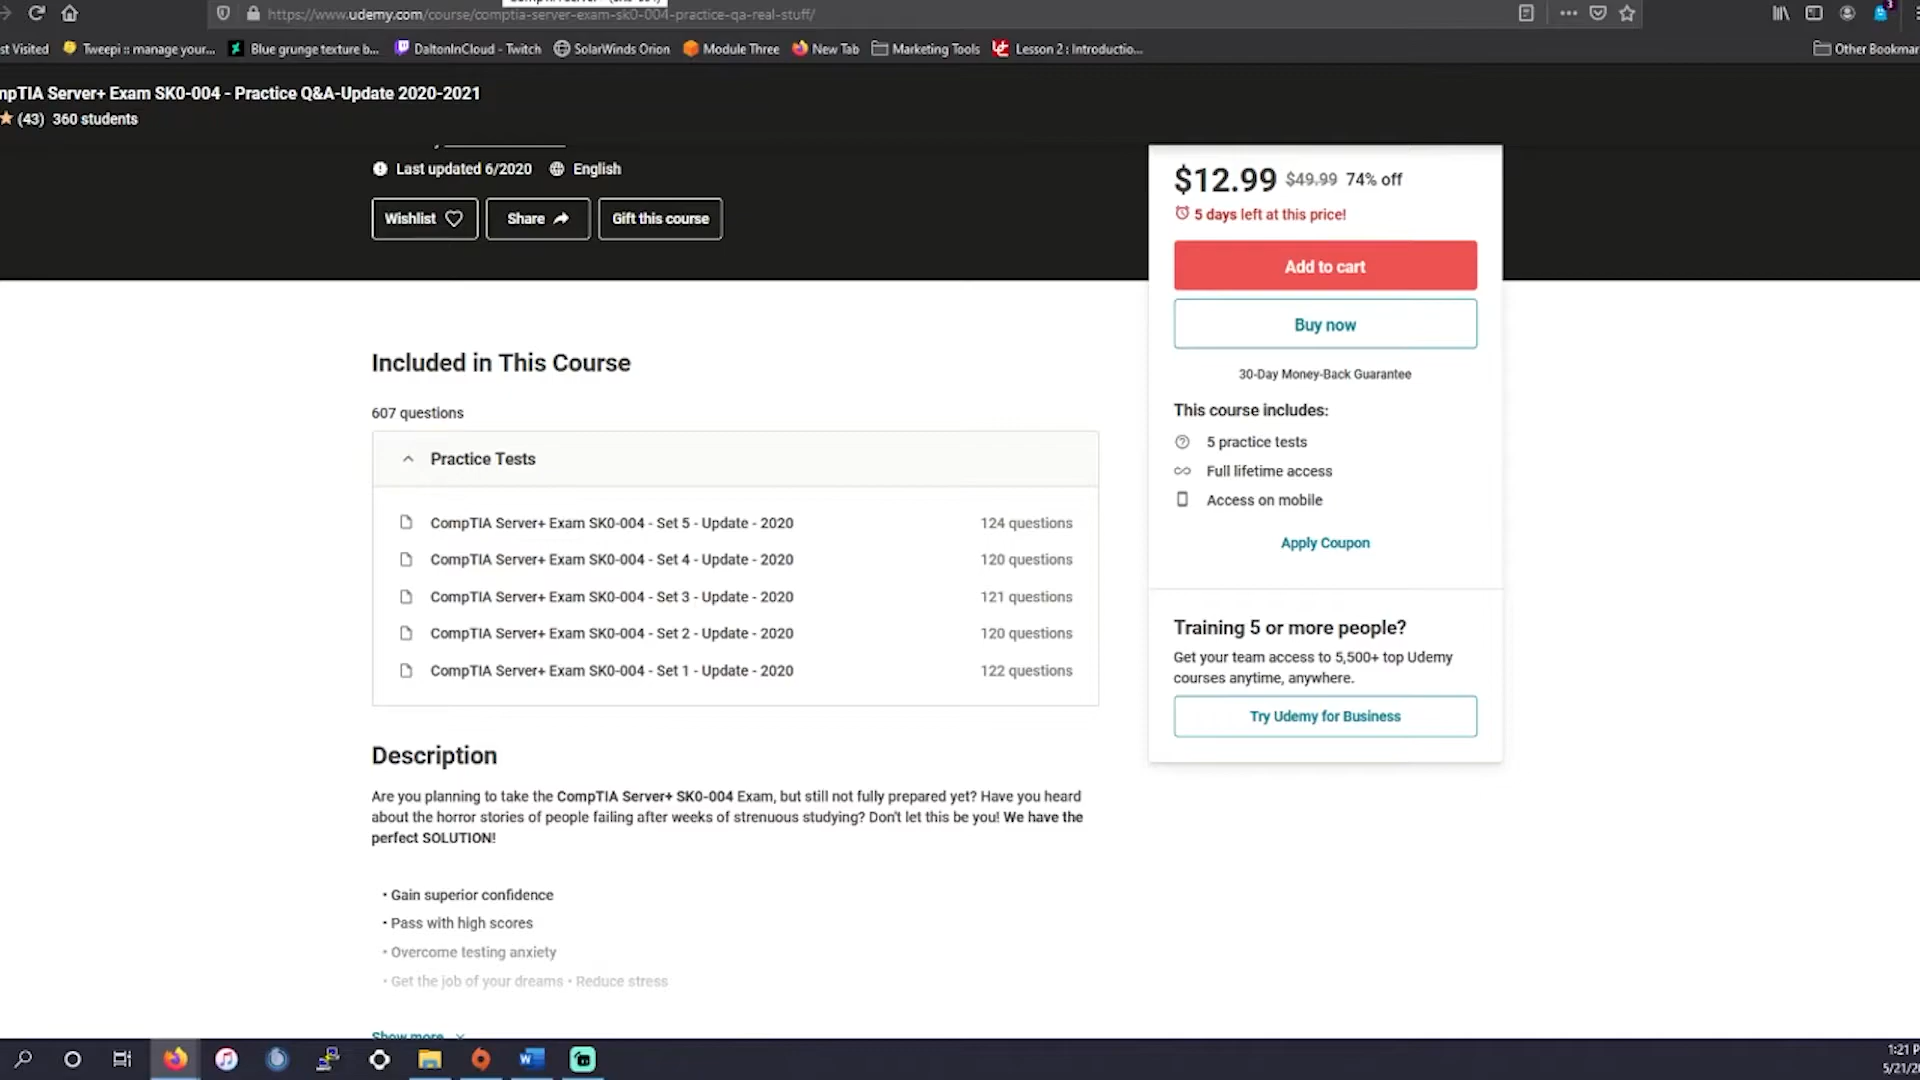 https://www.udemy.com/course/comptia-server-exam-sk0-004-practice-qa-real-stuff/
3
st Visited
Tweepi :: manage your...
Blue grunge texture b...
DaltonInCloud - Twitch
SolarWinds Orion
Module Three
New Tab
Marketing Tools
Lesson 2 : Introductio...
Other Bookmar
mpTIA Server+ Exam SK0-004 - Practice Q&A-Update 2020-2021
(43) 360 students
Last updated 6/2020
English
Wishlist
Share
Gift this course
$12.99 $49.99 74% off
5 days left at this price!
Add to cart
Buy now
30-Day Money-Back Guarantee
This course includes:
5 practice tests
Full lifetime access
Access on mobile
Apply Coupon
Training 5 or more people?
Get your team access to 5,500+ top Udemy
courses anytime, anywhere.
Try Udemy for Business
Included in This Course
607 questions
Practice Tests
CompTIA Server+ Exam SK0-004 - Set 5 - Update - 2020 124 questions
CompTIA Server+ Exam SK0-004 - Set 4 - Update - 2020 120 questions
CompTIA Server+ Exam SK0-004 - Set 3 - Update - 2020 121 questions
CompTIA Server+ Exam SK0-004 - Set 2 - Update - 2020 120 questions
CompTIA Server+ Exam SK0-004 - Set 1 - Update - 2020 122 questions
Description
Are you planning to take the CompTIA Server+ SK0-004 Exam, but still not fully prepared yet? Have you heard
about the horror stories of people failing after weeks of strenuous studying? Don't let this be you! We have the
perfect SOLUTION!
• Gain superior confidence
• Pass with high scores
• Overcome testing anxiety
• Get the job of your dreams • Reduce stress
Show more
1:21 P
5/21/2